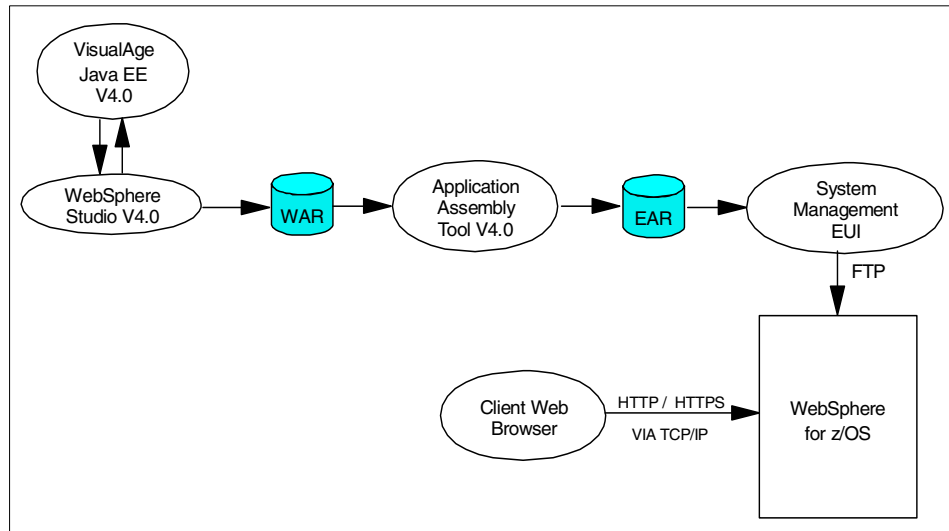 VisualAge
Java EE
V4.0
WebSphere
Studio V4.0
WAR
Application
Assembly
Tool V4.0
EAR
System
Management
EUI
FTP
Client Web
Browser
HTTP / HTTPS
VIA TCP/IP
WebSphere
for z/OS